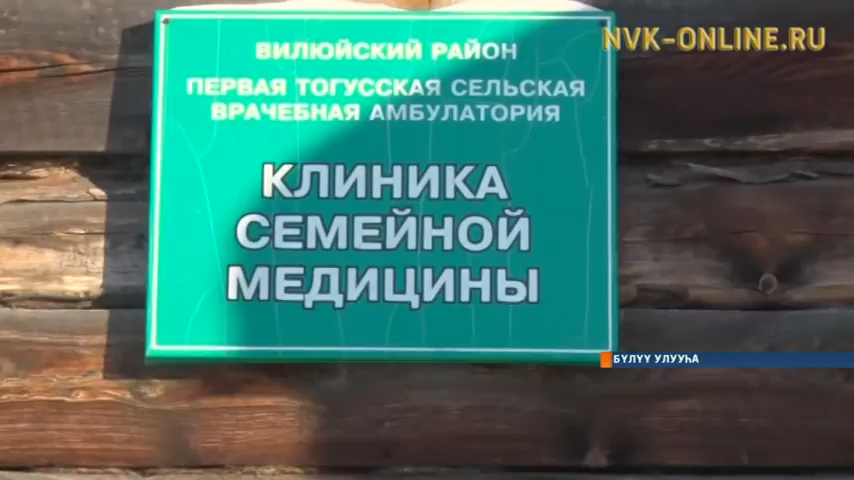 NVK-ONLINE.RU
ВИЛЮЙСКИЙ РАЙОН
ПЕРВАЯ ТОГУССКАЯ СЕЛЬСКАЯ
ВРАЧЕБНАЯ АМБУЛАТОРИЯ
КЛИНИКА
СЕМЕЙНОЙ
МЕДИЦИНЫ
БҮЛҮҮ УЛУУҺА